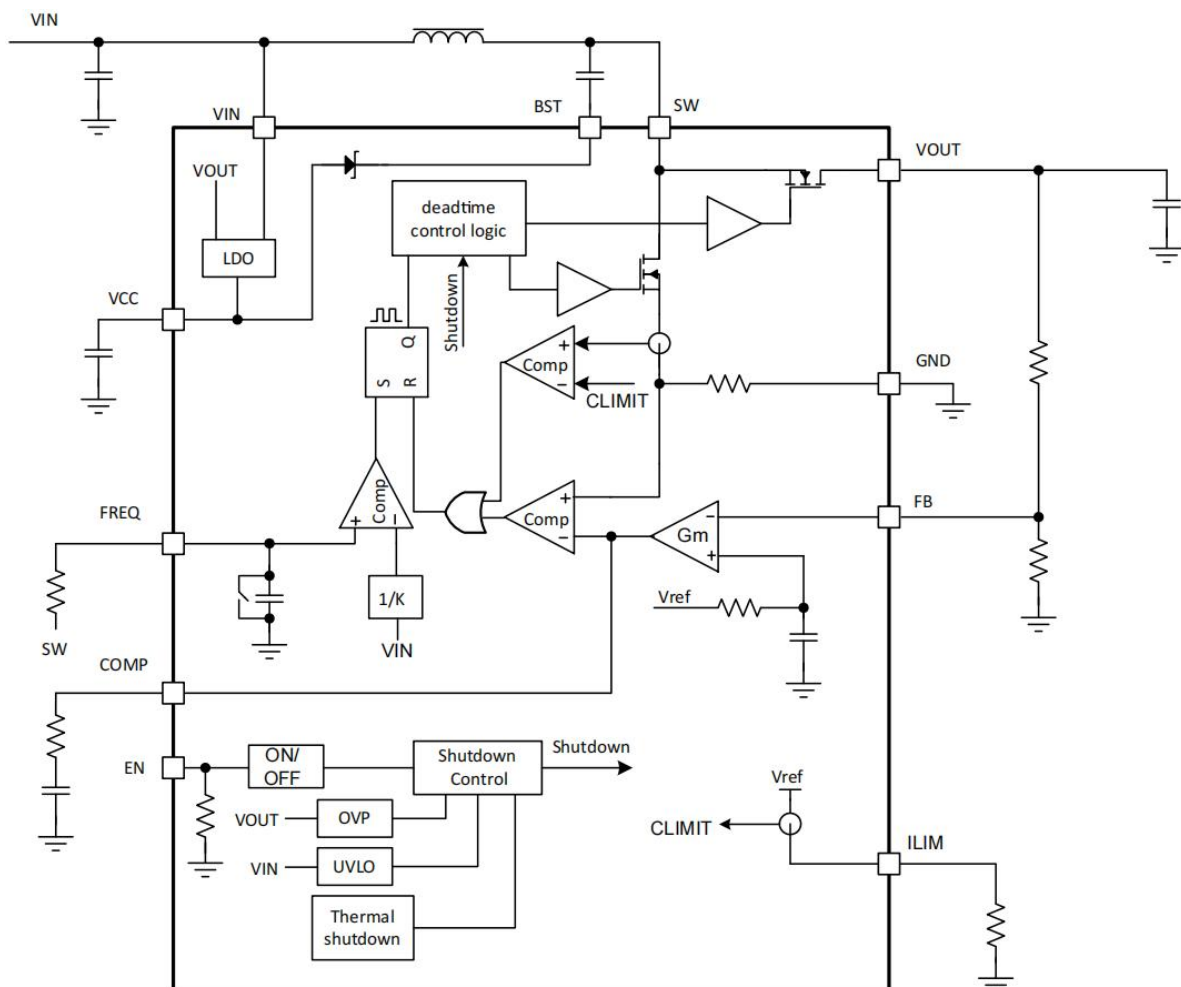 VIN
VIN
BST
SW
VOUT
VOUT
deadtime
control logic
LDO
VCC
Shutdown
Q
S
R
+
Comp
−
CLIMIT
GND
FREQ
Comp
+
−
+
Comp
−
−
Gm
+
FB
1/K
VIN
Vref
SW
COMP
EN
ON/
OFF
Shutdown
Control
Shutdown
VOUT
OVP
VIN
UVLO
Thermal
shutdown
Vref
CLIMIT
ILIM